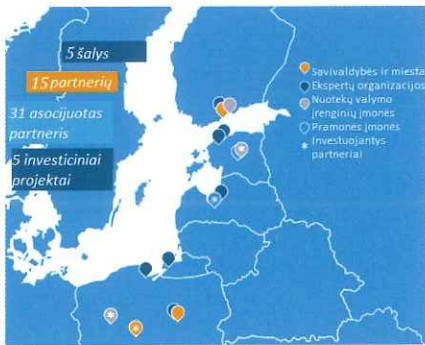 5 šalys
15 partnerių
31 asocijuotas
partneris
5 investiciniai
projektai
Savivaldybės ir miesta
Ekspertų organizacijos
Nuotekų valymo
įrenginių įmonės
Pramonės įmonės
Investuojantys
partneriai